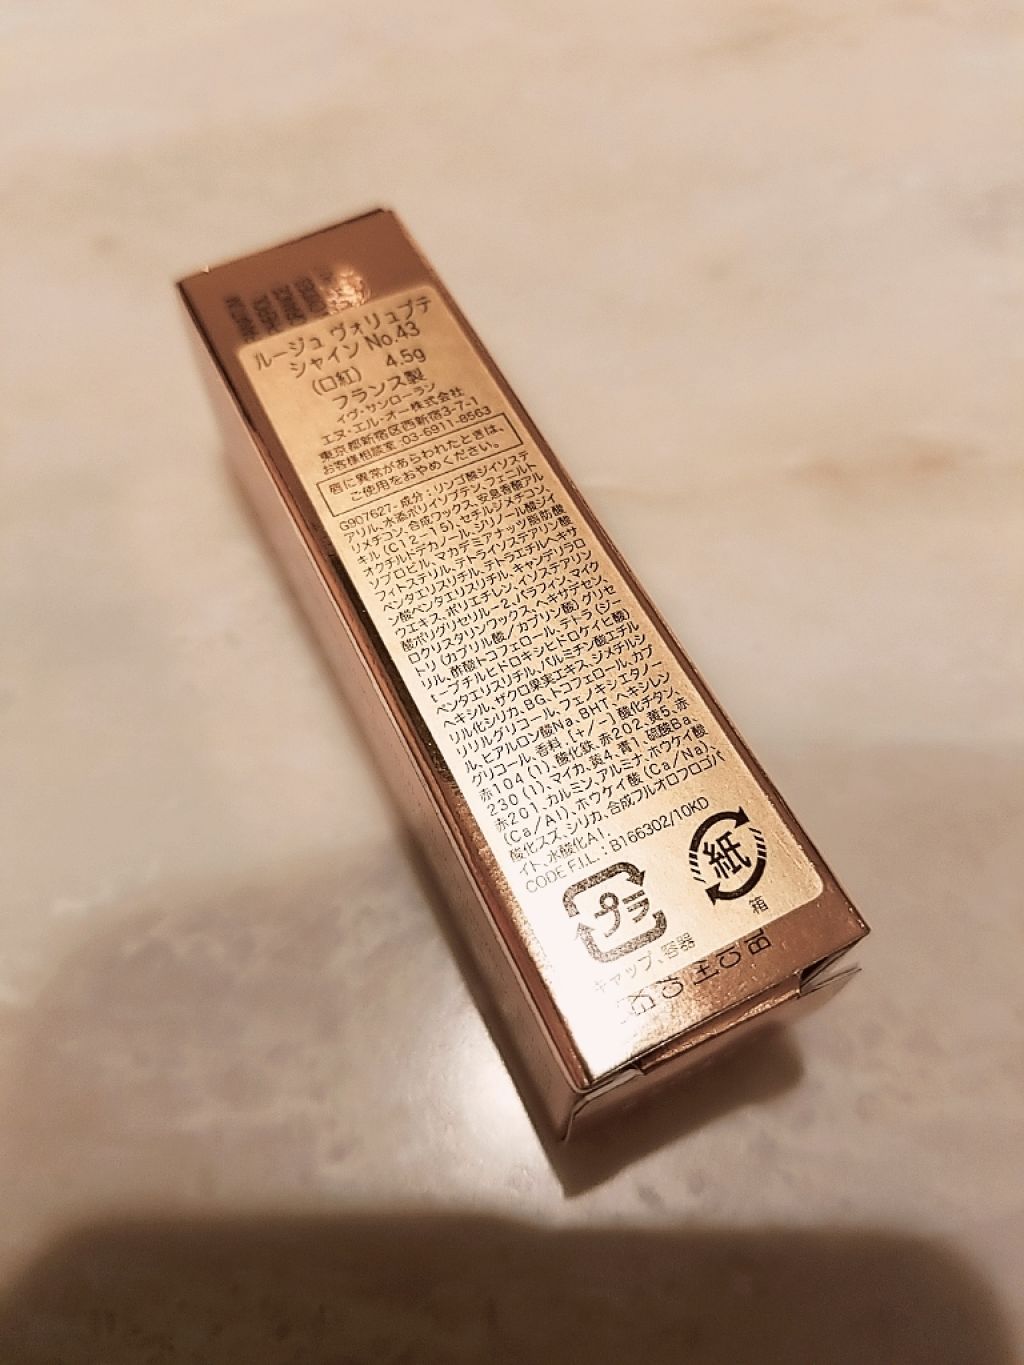 ルージュ ヴォリュプテ
シャイン No.43
(口紅) 4.5g
フランス製
イヴ・サンローラン
エヌ・エル・オー株式会社
東京都新宿区西新宿3-7-1
お客様相談室 03-6911-8563
唇に異常があらわれたときは、
ご使用をおやめください。
G907627- 成分:リンゴ酸ジイソステ
アリル、水添ポリイソブテン、フェニルト
リメチコン、合成ワックス、安息香酸アル
キル(C12-15)、セチルジメチコン、
オクチルドデカノール、シリノール酸ジイ
ソプロピル、マカデミアナッツ脂肪酸
フィトステリル、テトライソステアリン酸
ペンタエリスリチル、テトラエチルヘキサ
ン酸ペンタエリスリチル、キャンデリラロ
ウエキス、ポリエチレン、イソステアリン
酸ポリグリセリル-2、パラフィン、マイク
ロクリスタリンワックス、ヘキサデセン、
トリ(カプリル酸/カプリン酸)グリセ
リル、酢酸トコフェロール、テトラ(ジー
t-ブチルヒドロキシヒドロケイヒ酸)
ペンタエリスリチル、パルミチン酸エチル
ヘキシル、ザクロ果実エキス、ジメチルシ
リル化シリカ、BG、トコフェロール、カプ
リリルグリコール、フェノキシエタノー
ル、ヒアルロン酸Na、BHT、ヘキシレン
グリコール、香料 [+/-]酸化チタン、
赤104(1)、酸化鉄、赤202、黄5、赤
230(1)、マイカ、黄4、青1、硫酸Ba、
赤201、カルミン、アルミナ、ホウケイ酸
(Ca/Al)、ホウケイ酸(Ca/Na)、
酸化スズ、シリカ、合成フルオロフロゴパ
イト、水酸化Al.
CODE F.I.L.: B166302/10KD
プラ
紙
箱
キャップ、容器